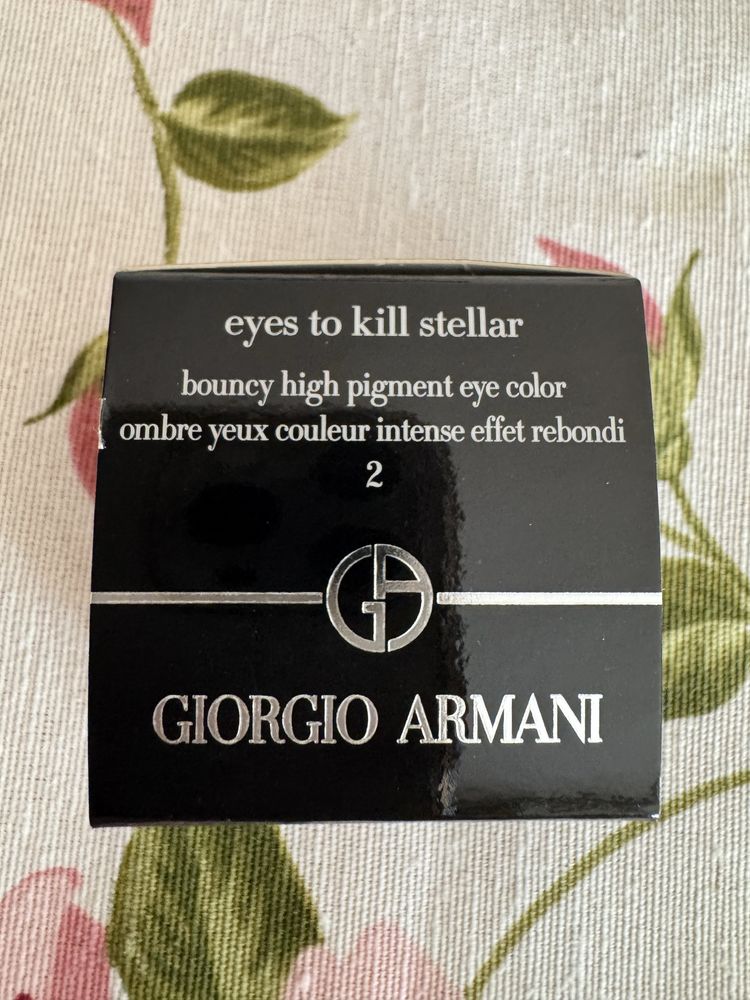 eyes to kill stellar
bouncy high pigment eye color
ombre yeux couleur intense effet rebondi
2
GA
GIORGIO ARMANI